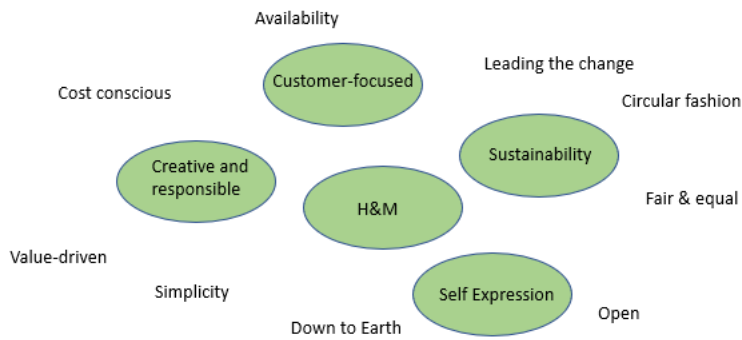 Availability
Customer-focused
Leading the change
Cost conscious
Circular fashion
Sustainability
Creative and
responsible
Fair & equal
H&M
Value-driven
Simplicity
Self Expression
Open
Down to Earth